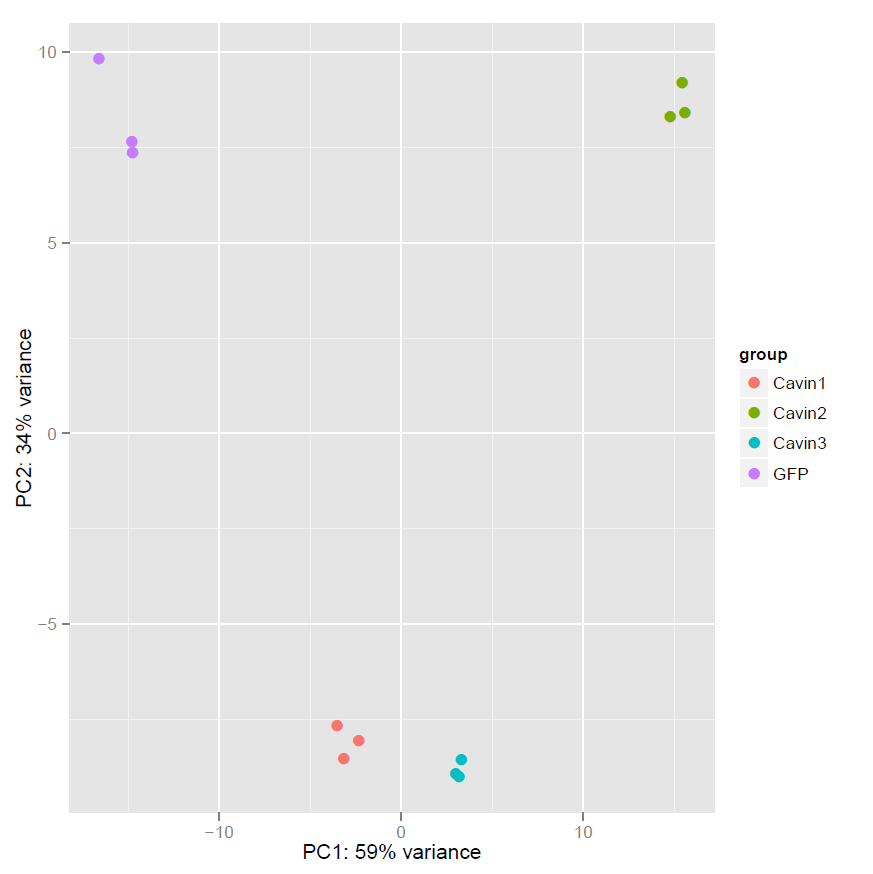 10
5
0
−5
PC2: 34% variance
−10
0
10
PC1: 59% variance
group
Cavin1
Cavin2
Cavin3
GFP